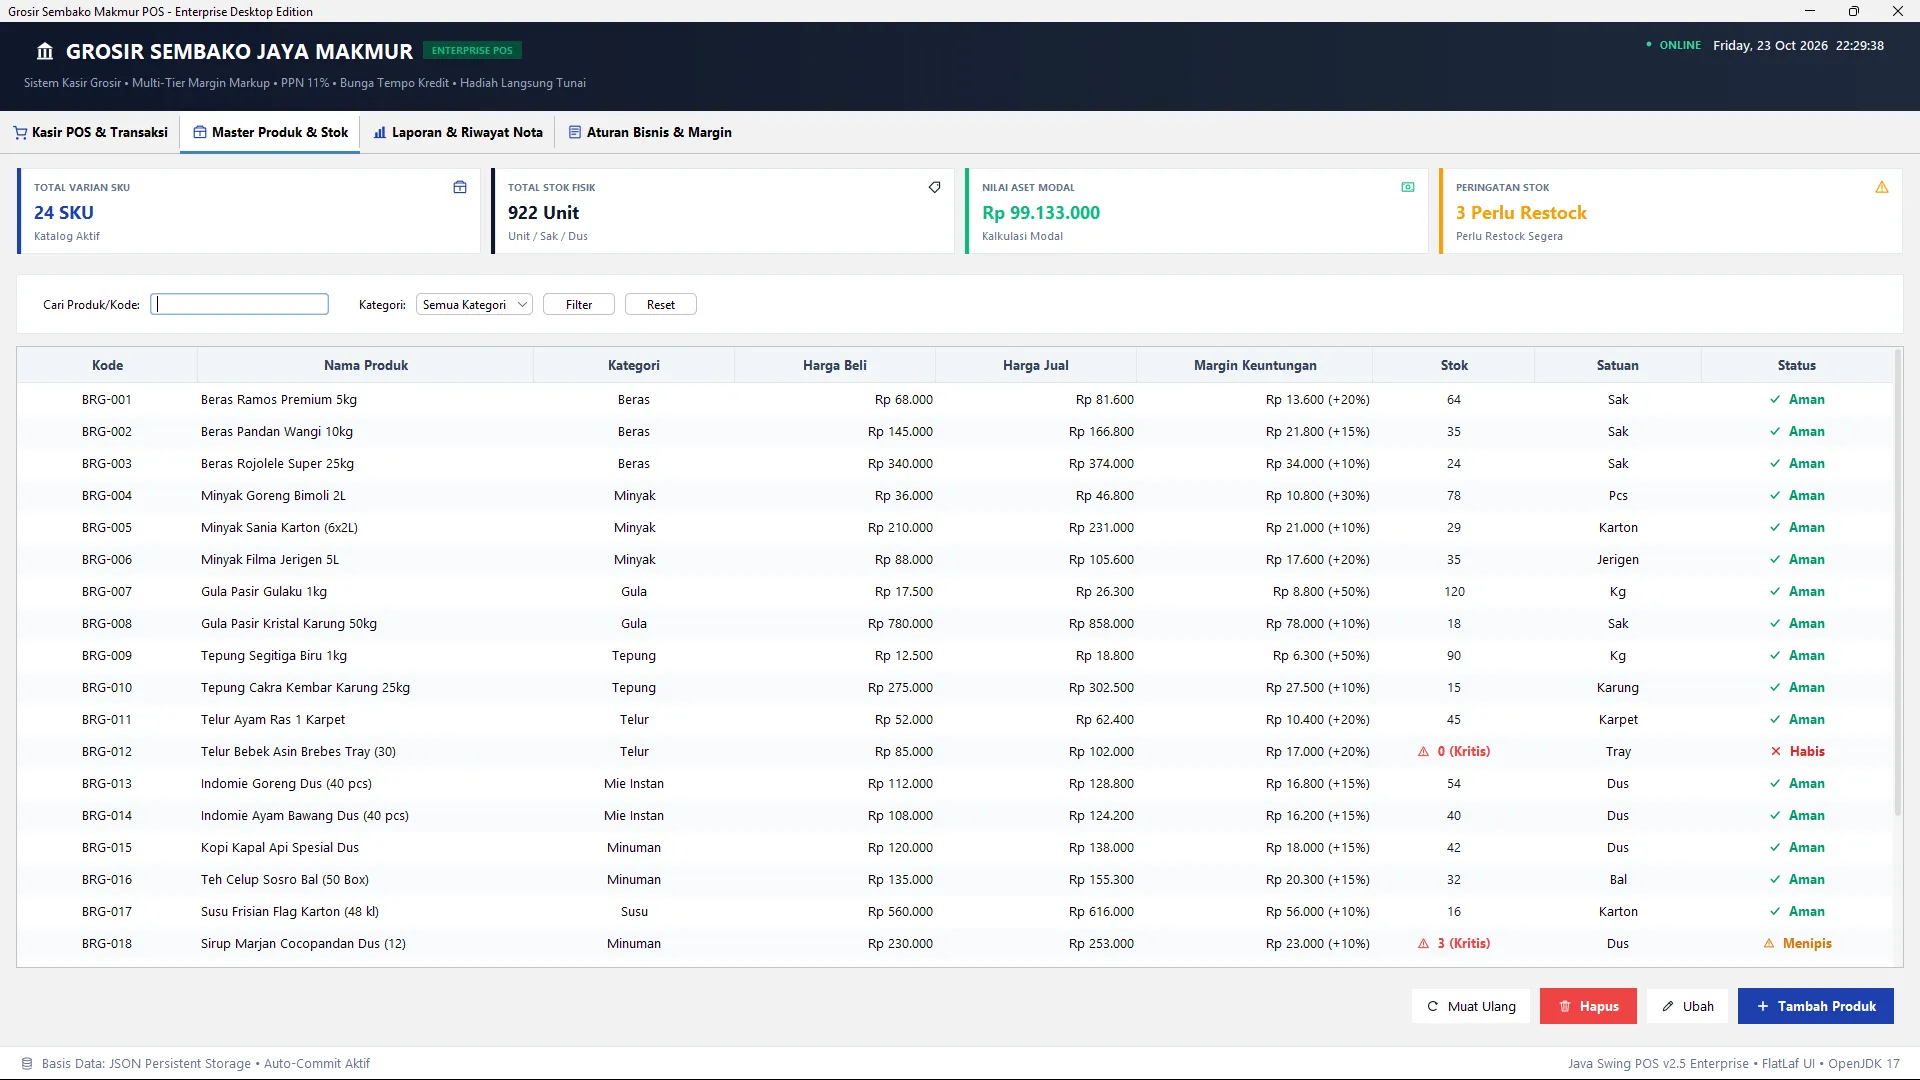 Grosir Sembako Makmur POS - Enterprise Desktop Edition
GROSIR SEMBAKO JAYA MAKMUR ENTERPRISE POS
• ONLINE Friday, 23 Oct 2026 22:29:38
Sistem Kasir Grosir • Multi-Tier Margin Markup • PPN 11% • Bunga Tempo Kredit • Hadiah Langsung Tunai
Kasir POS & Transaksi Master Produk & Stok Laporan & Riwayat Nota Aturan Bisnis & Margin
TOTAL VARIAN SKU
24 SKU
Katalog Aktif
TOTAL STOK FISIK
922 Unit
Unit / Sak / Dus
NILAI ASET MODAL
Rp 99.133.000
Kalkulasi Modal
PERINGATAN STOK
3 Perlu Restock
Perlu Restock Segera
Cari Produk/Kode: Kategori: Semua Kategori Filter Reset
Kode Nama Produk Kategori Harga Beli Harga Jual Margin Keuntungan Stok Satuan Status
BRG-001 Beras Ramos Premium 5kg Beras Rp 68.000 Rp 81.600 Rp 13.600 (+20%) 64 Sak Aman
BRG-002 Beras Pandan Wangi 10kg Beras Rp 145.000 Rp 166.800 Rp 21.800 (+15%) 35 Sak Aman
BRG-003 Beras Rojolele Super 25kg Beras Rp 340.000 Rp 374.000 Rp 34.000 (+10%) 24 Sak Aman
BRG-004 Minyak Goreng Bimoli 2L Minyak Rp 36.000 Rp 46.800 Rp 10.800 (+30%) 78 Pcs Aman
BRG-005 Minyak Sania Karton (6x2L) Minyak Rp 210.000 Rp 231.000 Rp 21.000 (+10%) 29 Karton Aman
BRG-006 Minyak Filma Jerigen 5L Minyak Rp 88.000 Rp 105.600 Rp 17.600 (+20%) 35 Jerigen Aman
BRG-007 Gula Pasir Gulaku 1kg Gula Rp 17.500 Rp 26.300 Rp 8.800 (+50%) 120 Kg Aman
BRG-008 Gula Pasir Kristal Karung 50kg Gula Rp 780.000 Rp 858.000 Rp 78.000 (+10%) 18 Sak Aman
BRG-009 Tepung Segitiga Biru 1kg Tepung Rp 12.500 Rp 18.800 Rp 6.300 (+50%) 90 Kg Aman
BRG-010 Tepung Cakra Kembar Karung 25kg Tepung Rp 275.000 Rp 302.500 Rp 27.500 (+10%) 15 Karung Aman
BRG-011 Telur Ayam Ras 1 Karpet Telur Rp 52.000 Rp 62.400 Rp 10.400 (+20%) 45 Karpet Aman
BRG-012 Telur Bebek Asin Brebes Tray (30) Telur Rp 85.000 Rp 102.000 Rp 17.000 (+20%) 0 (Kritis) Tray Habis
BRG-013 Indomie Goreng Dus (40 pcs) Mie Instan Rp 112.000 Rp 128.800 Rp 16.800 (+15%) 54 Dus Aman
BRG-014 Indomie Ayam Bawang Dus (40 pcs) Mie Instan Rp 108.000 Rp 124.200 Rp 16.200 (+15%) 40 Dus Aman
BRG-015 Kopi Kapal Api Spesial Dus Minuman Rp 120.000 Rp 138.000 Rp 18.000 (+15%) 42 Dus Aman
BRG-016 Teh Celup Sosro Bal (50 Box) Minuman Rp 135.000 Rp 155.300 Rp 20.300 (+15%) 32 Bal Aman
BRG-017 Susu Frisian Flag Karton (48 kl) Susu Rp 560.000 Rp 616.000 Rp 56.000 (+10%) 16 Karton Aman
BRG-018 Sirup Marjan Cocopandan Dus (12) Minuman Rp 230.000 Rp 253.000 Rp 23.000 (+10%) 3 (Kritis) Dus Menipis
Muat Ulang Hapus Ubah + Tambah Produk
Basis Data: JSON Persistent Storage • Auto-Commit Aktif
Java Swing POS v2.5 Enterprise • FlatLaf UI • OpenJDK 17